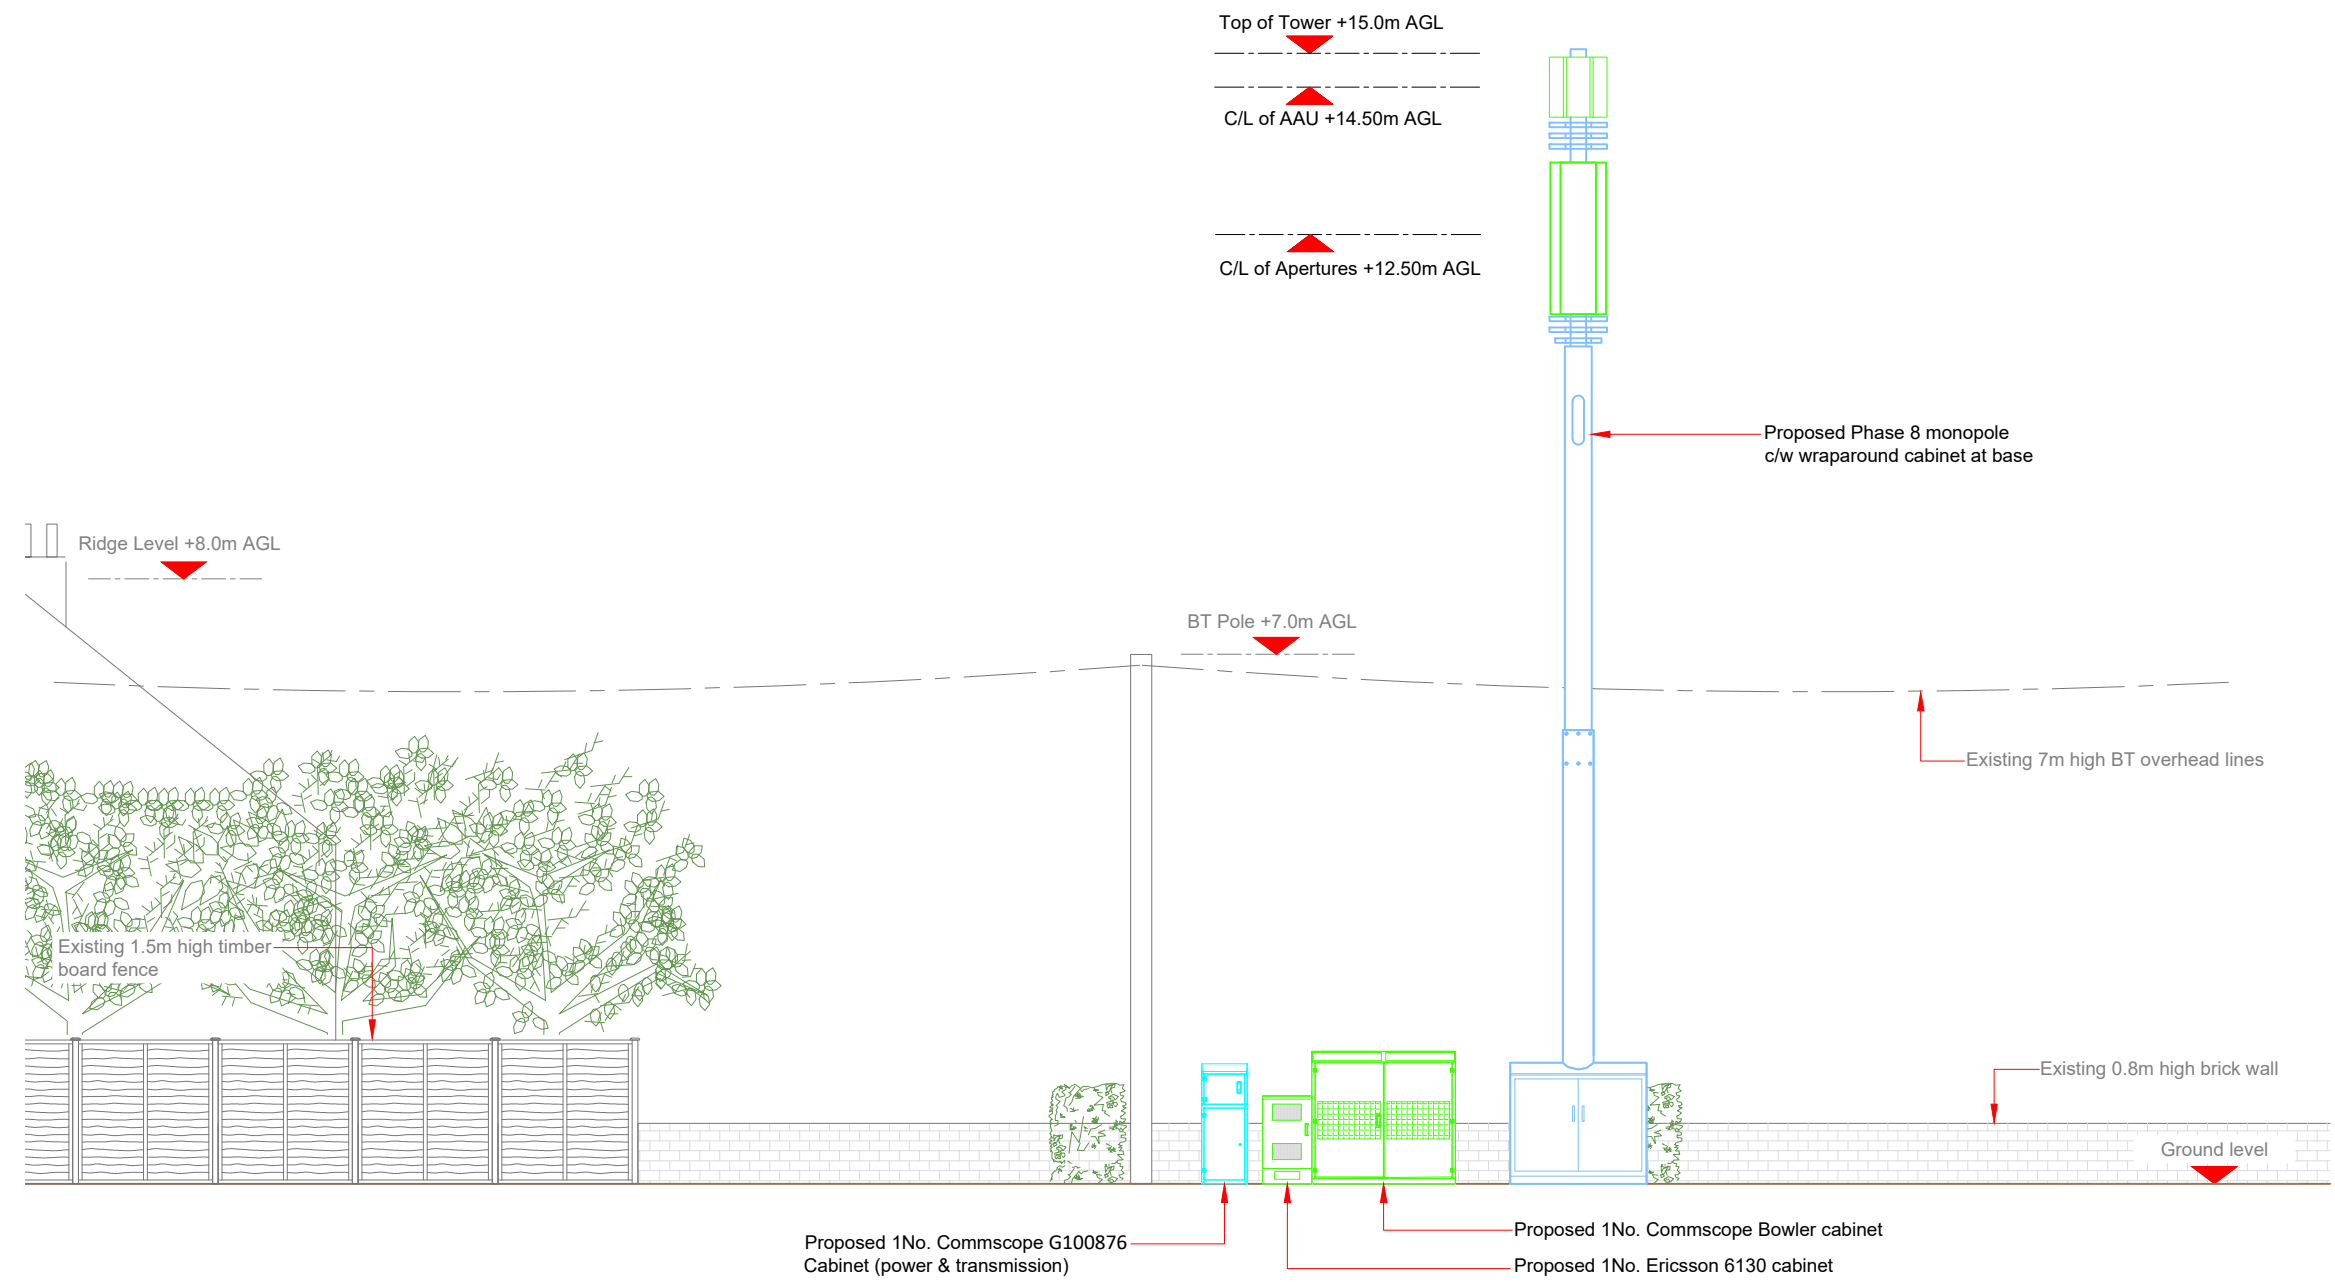 Top of Tower +15.0m AGL
C/L of AAU +14.50m AGL
C/L of Apertures +12.50m AGL
Proposed Phase 8 monopole
c/w wraparound cabinet at base
Ridge Level +8.0m AGL
BT Pole +7.0m AGL
Existing 7m high BT overhead lines
Existing 1.5m high timber
board fence
Existing 0.8m high brick wall
Ground level
Proposed 1No. Commscope G100876
Cabinet (power & transmission)
Proposed 1No. Commscope Bowler cabinet
Proposed 1No. Ericsson 6130 cabinet